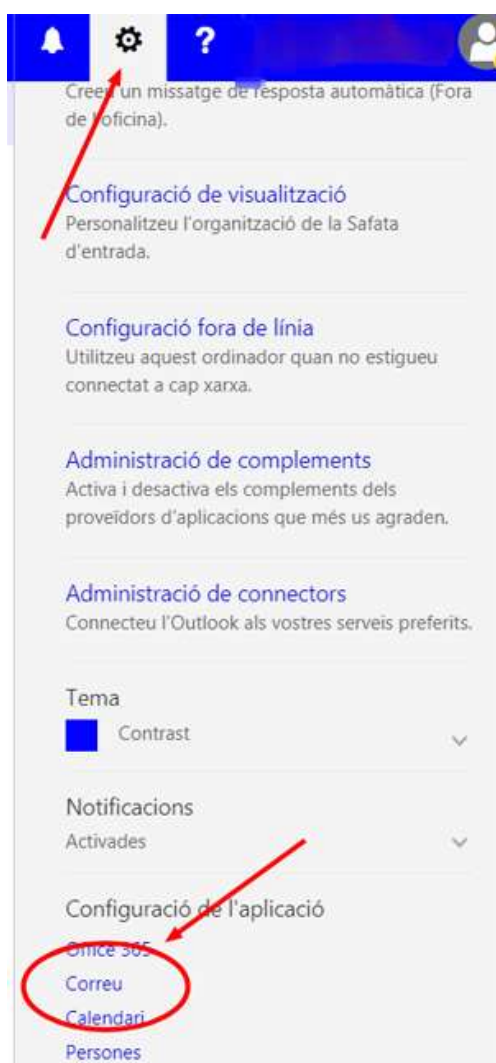 ?
Creeu un missatge de resposta automàtica (Fora
de l'oficina).
Configuració de visualització
Personalitzeu l'organització de la Safata
d'entrada.
Configuració fora de línia
Utilitzeu aquest ordinador quan no estigueu
connectat a cap xarxa.
Administració de complements
Activa i desactiva els complements dels
proveïdors d'aplicacions que més us agraden.
Administració de connectors
Connecteu l'Outlook als vostres serveis preferits.
Tema
Contrast
Notificacions
Activades
Configuració de l'aplicació
Office 365
Correu
Calendari
Persones